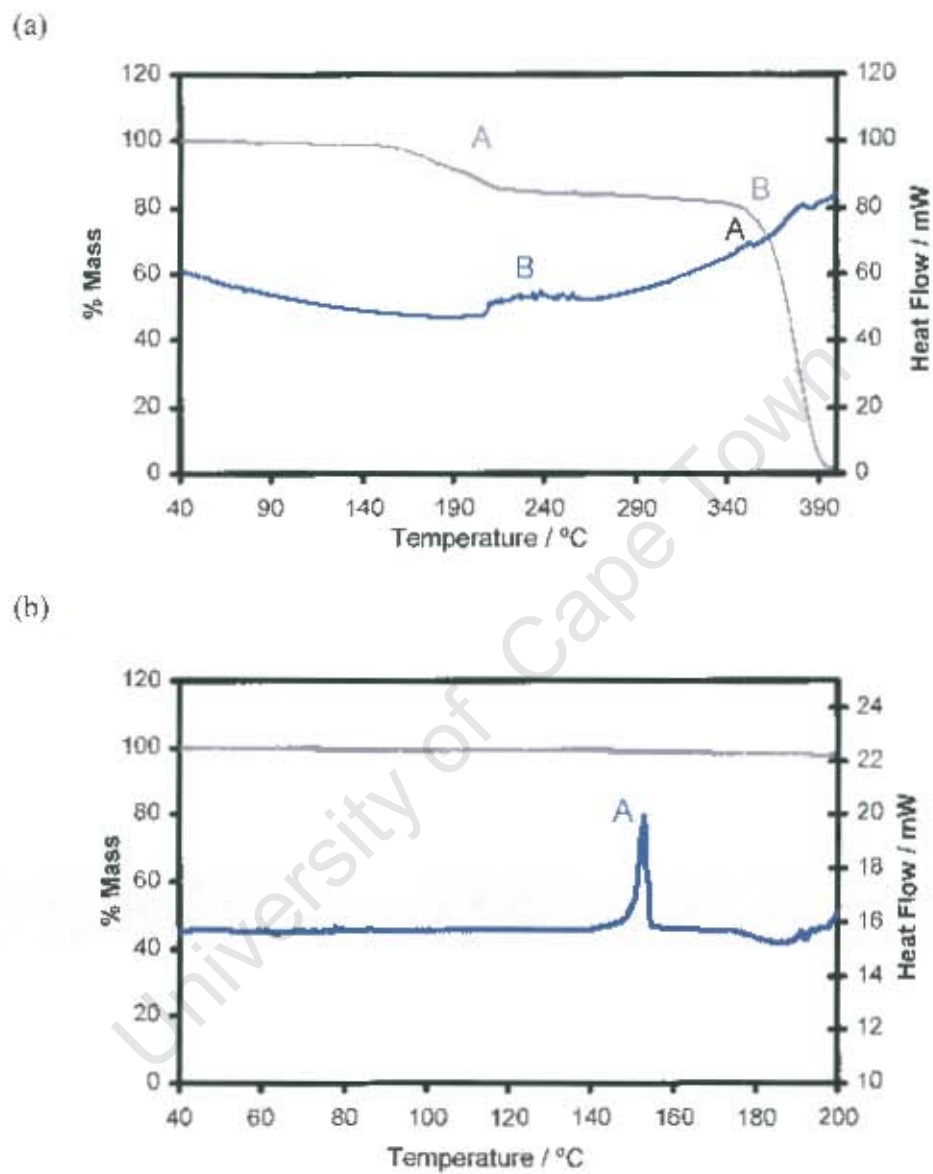 (a)
120
100
80
60
40
20
0
% Mass
A
B
B
A
120
100
80
60
40
20
0
Heat Flow / mW
40 90 140 190 240 290 340 390
Temperature / ºC
(b)
120
100
80
60
40
20
0
% Mass
A
24
22
20
18
16
14
12
10
Heat Flow / mW
40 60 80 100 120 140 160 180 200
Temperature / ºC
University of Cape Town